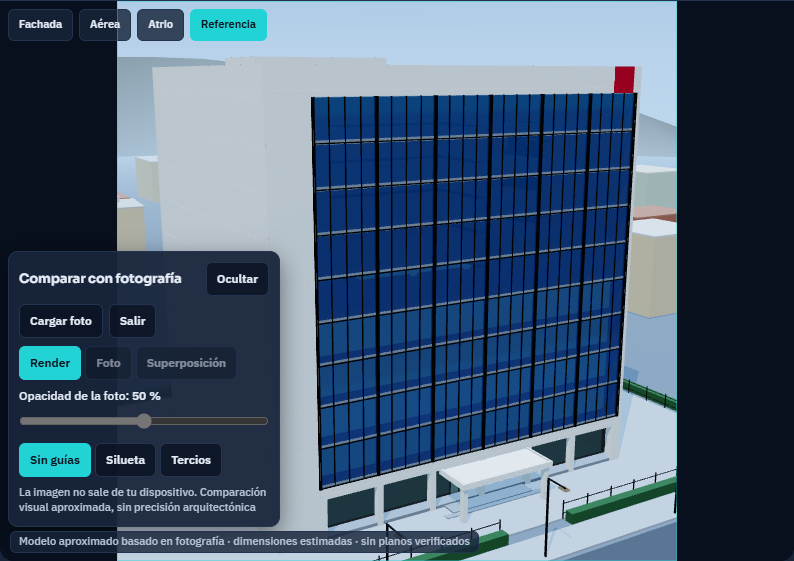 Fachada Aérea Atrio Referencia
Comparar con fotografía Ocultar
Cargar foto Salir
Render Foto Superposición
Opacidad de la foto: 50 %
Sin guías Silueta Tercios
La imagen no sale de tu dispositivo. Comparación
visual aproximada, sin precisión arquitectónica
Modelo aproximado basado en fotografía · dimensiones estimadas · sin planos verificados